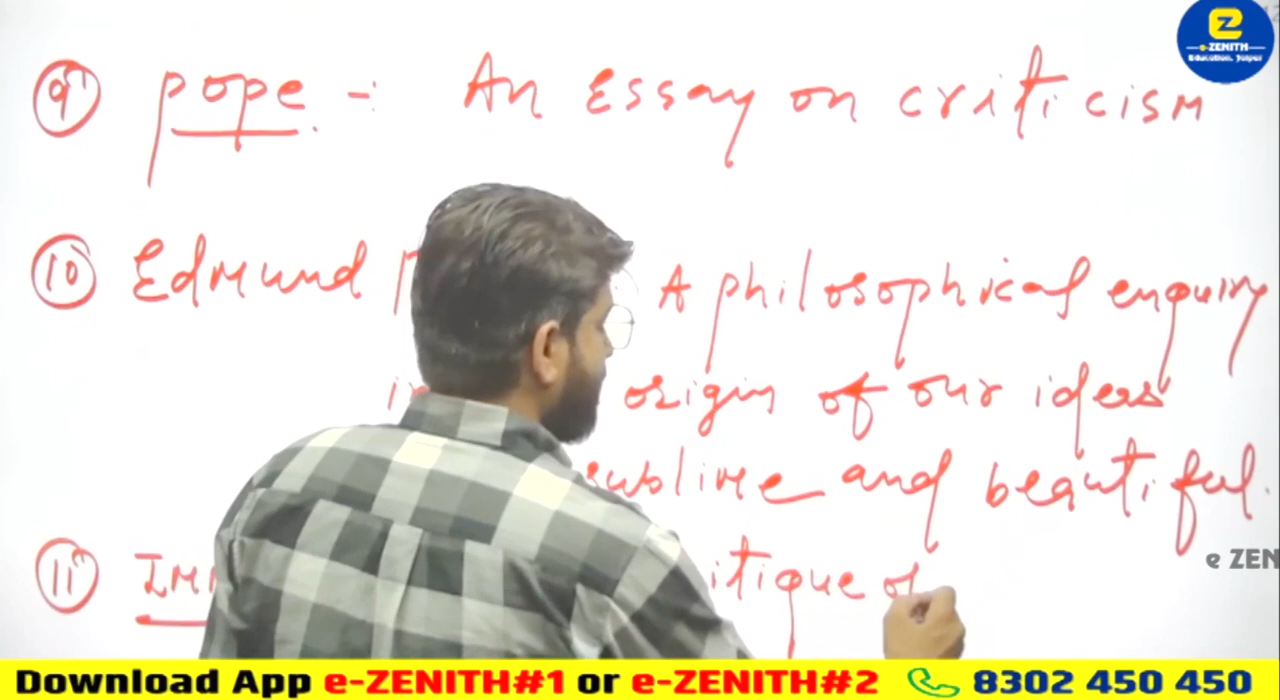 e-ZENITH
Education, Jaipur
9 Pope -: An Essay on criticism
10 Edmund A philosophical enquiry
origin of our ideas
sublime and beautiful.
11 of
e ZEN
Download App e-ZENITH#1 or e-ZENITH#2 8302 450 450